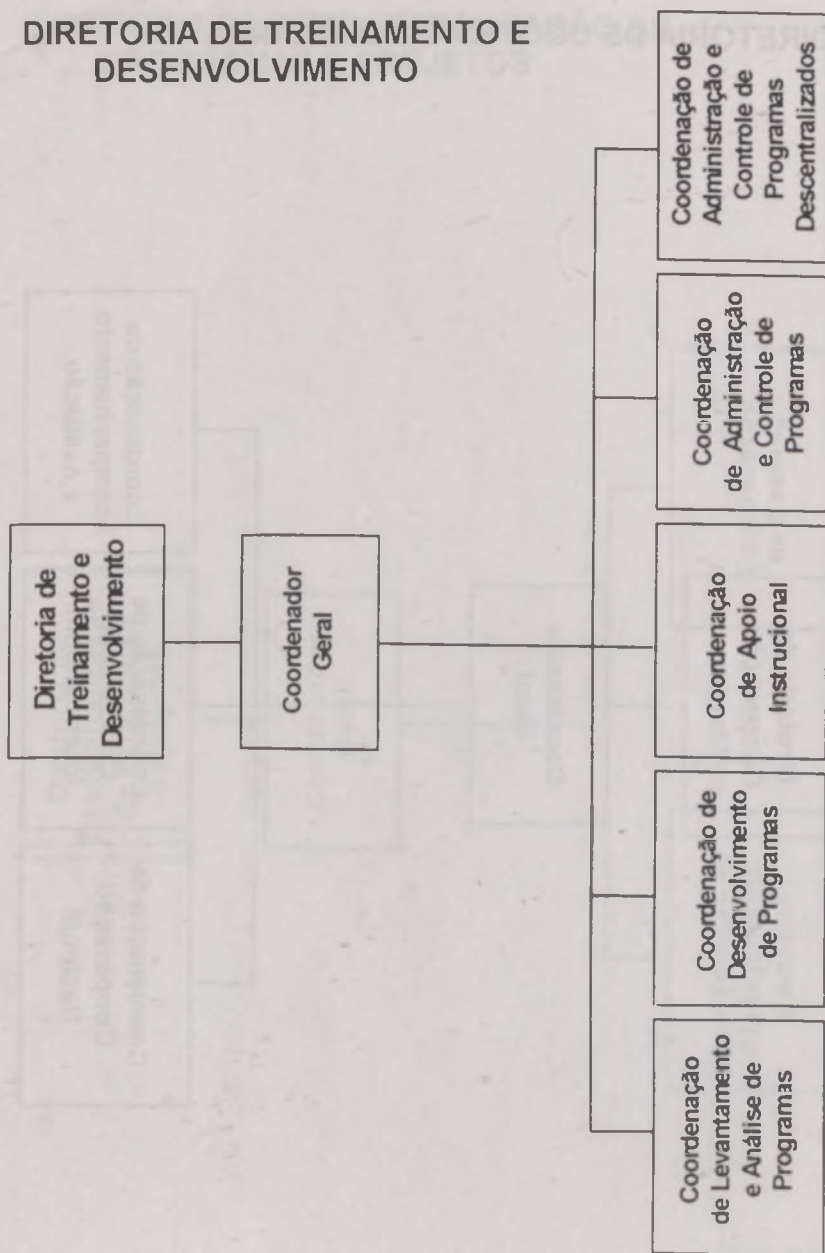 DIRETORIA DE TREINAMENTO E
DESENVOLVIMENTO
Diretoria de
Treinamento e
Desenvolvimento
Coordenador
Geral
Coordenação
de Levantamento
e Análise de
Programas
Coordenação de
Desenvolvimento
de Programas
Coordenação
de Apoio
Instrucional
Coordenação
de Administração
e Controle de
Programas
Coordenação de
Administração e
Controle de
Programas
Descentralizados